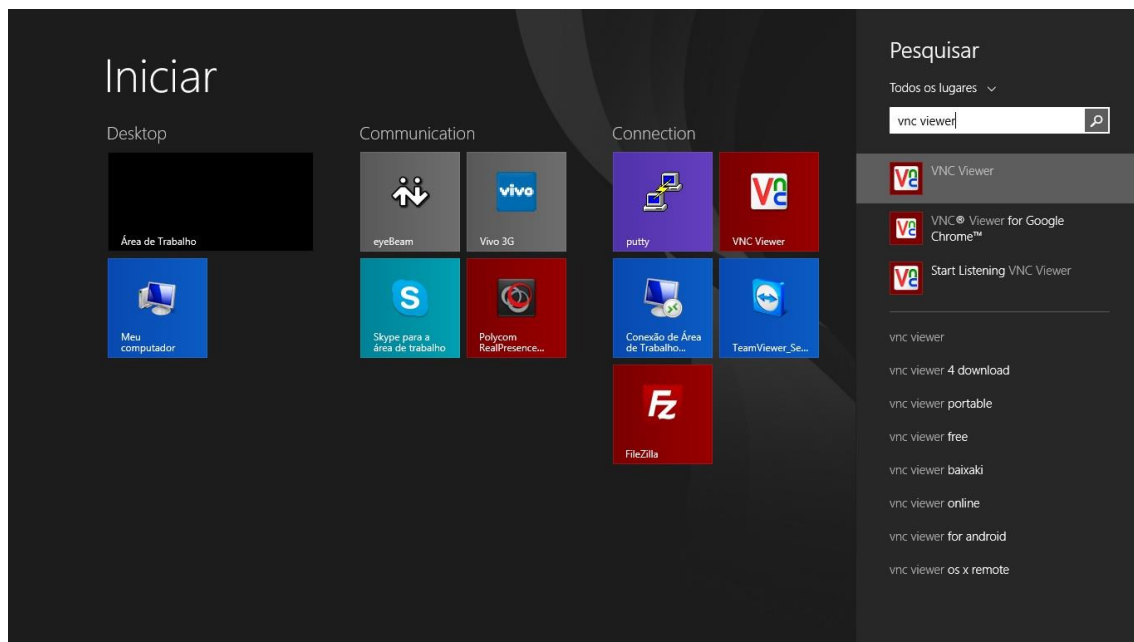 Iniciar
Desktop
Área de Trabalho
Meu
computador
Communication
eyeBeam
vivo
Vivo 3G
S
Skype para a
área de trabalho
Polycom
RealPresence...
Connection
putty
VNC Viewer
Conexão de Área
de Trabalho...
TeamViewer_Se...
Fz
FileZilla
Pesquisar
Todos os lugares
vnc viewer
VNC Viewer
VNC® Viewer for Google
Chrome™
Start Listening VNC Viewer
vnc viewer
vnc viewer 4 download
vnc viewer portable
vnc viewer free
vnc viewer baixaki
vnc viewer online
vnc viewer for android
vnc viewer os x remote